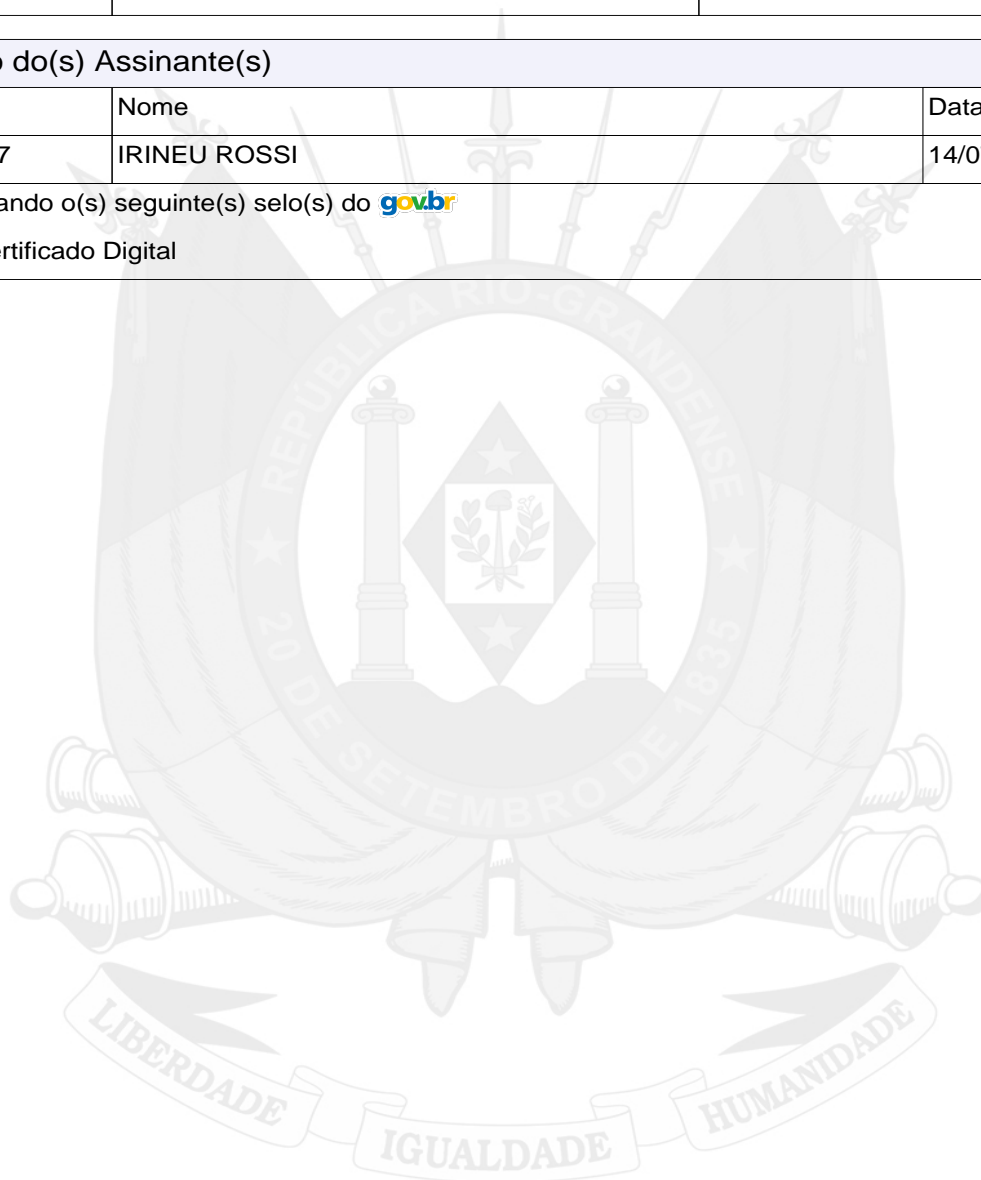 o do(s) Assinante(s)
Nome Data
7 IRINEU ROSSI 14/0
ando o(s) seguinte(s) selo(s) do gov.br
ertificado Digital
REPÚBLICA RIO-GRANDENSE
20 DE SETEMBRO DE 1835
LIBERDADE IGUALDADE HUMANIDADE